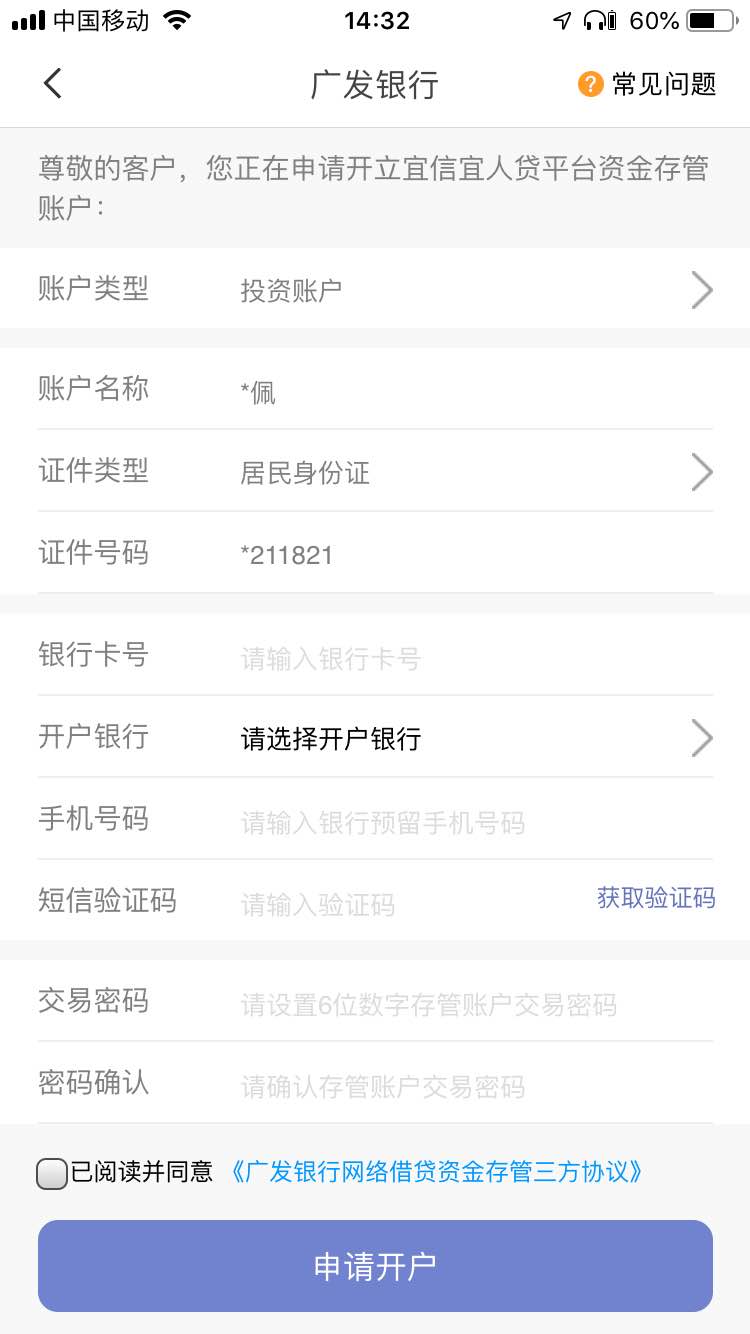 中国移动 14:32 60%
广发银行 ? 常见问题
尊敬的客户，您正在申请开立宜信宜人贷平台资金存管
账户：
账户类型 投资账户
账户名称 *佩
证件类型 居民身份证
证件号码 *211821
银行卡号 请输入银行卡号
开户银行 请选择开户银行
手机号码 请输入银行预留手机号码
短信验证码 请输入验证码 获取验证码
交易密码 请设置6位数字存管账户交易密码
密码确认 请确认存管账户交易密码
已阅读并同意 《广发银行网络借贷资金存管三方协议》
申请开户